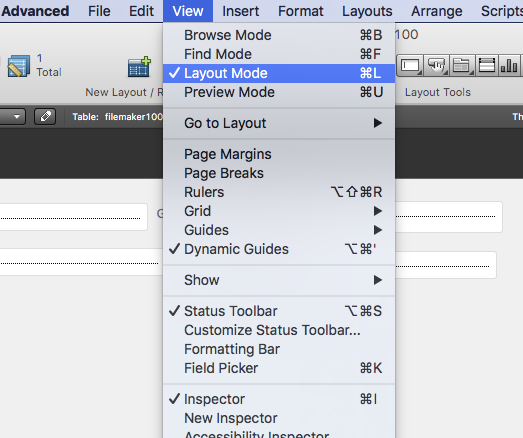 Advanced File Edit View Insert Format Layouts Arrange Scripts
Browse Mode ⌘B
100
Find Mode ⌘F
1
Total
✓ Layout Mode ⌘L
Preview Mode ⌘U
New Layout / R
Layout Tools
Go to Layout ▶
Table: filemaker100
Th
Page Margins
Page Breaks
Rulers ⌥⇧⌘R
Grid ▶
Guides ▶
✓ Dynamic Guides ⌥⌘'
Show ▶
✓ Status Toolbar ⌥⌘S
Customize Status Toolbar...
Formatting Bar
Field Picker ⌘K
✓ Inspector ⌘I
New Inspector
Accessibility Inspector